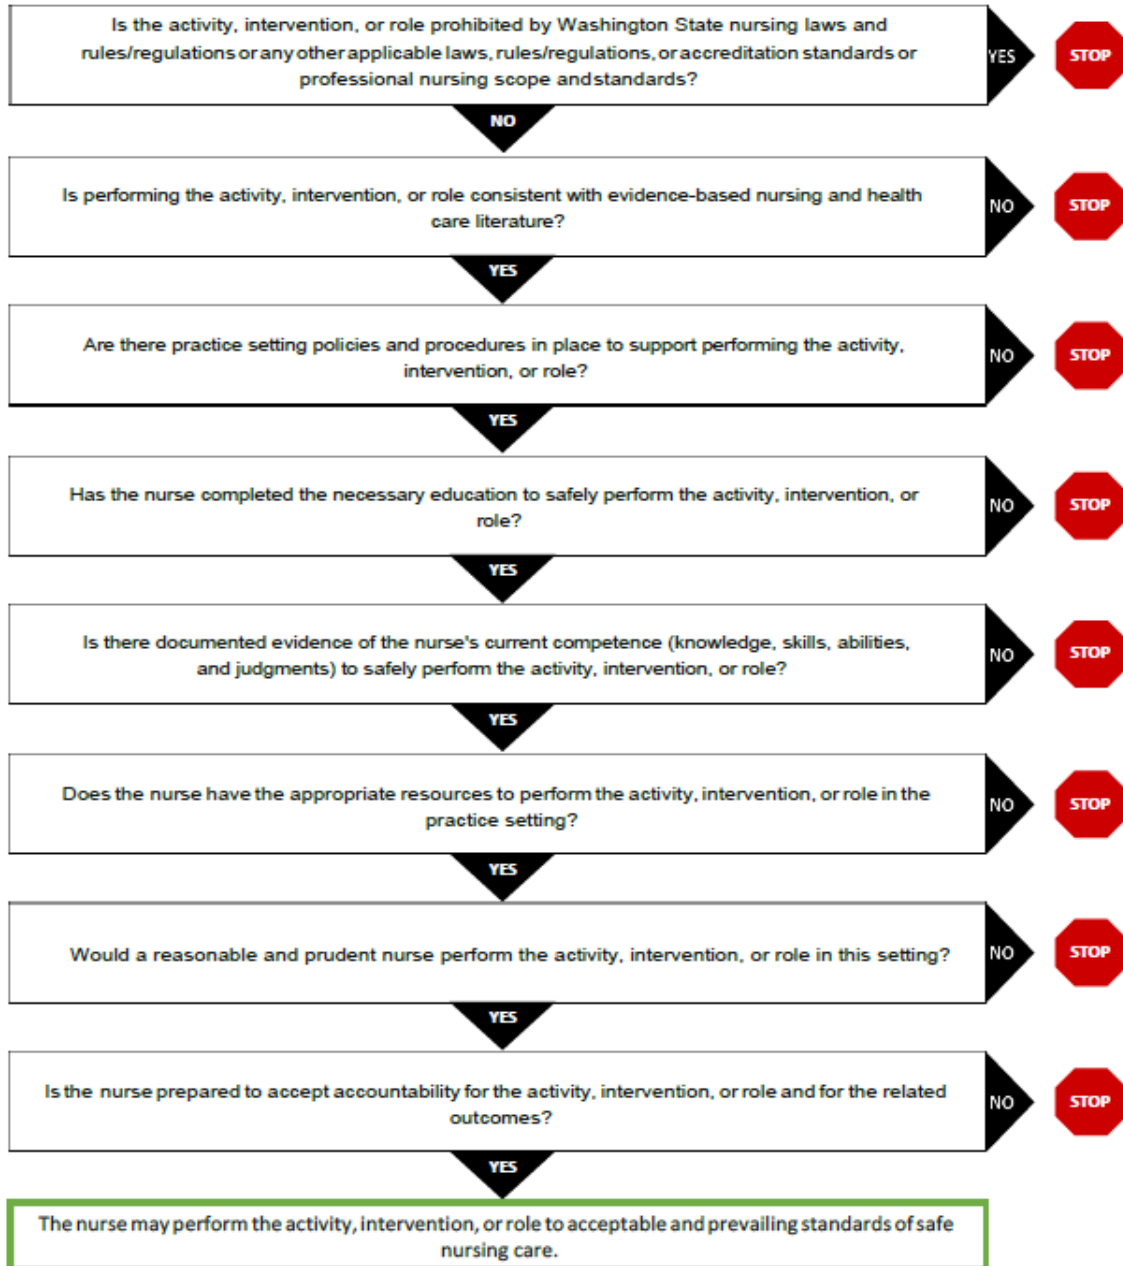 Is the activity, intervention, or role prohibited by Washington State nursing laws and
rules/regulations or any other applicable laws, rules/regulations, or accreditation standards or
professional nursing scope and standards?
YES
STOP
NO
Is performing the activity, intervention, or role consistent with evidence-based nursing and health
care literature?
NO
STOP
YES
Are there practice setting policies and procedures in place to support performing the activity,
intervention, or role?
NO
STOP
YES
Has the nurse completed the necessary education to safely perform the activity, intervention, or
role?
NO
STOP
YES
Is there documented evidence of the nurse's current competence (knowledge, skills, abilities,
and judgments) to safely perform the activity, intervention, or role?
NO
STOP
YES
Does the nurse have the appropriate resources to perform the activity, intervention, or role in the
practice setting?
NO
STOP
YES
Would a reasonable and prudent nurse perform the activity, intervention, or role in this setting?
NO
STOP
YES
Is the nurse prepared to accept accountability for the activity, intervention, or role and for the related
outcomes?
NO
STOP
YES
The nurse may perform the activity, intervention, or role to acceptable and prevailing standards of safe
nursing care.